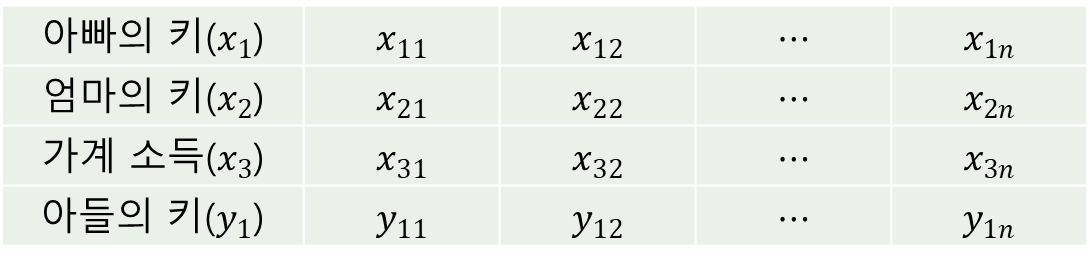 아빠의 키(x₁) x₁₁ x₁₂ ⋯ x₁ₙ
엄마의 키(x₂) x₂₁ x₂₂ ⋯ x₂ₙ
가계 소득(x₃) x₃₁ x₃₂ ⋯ x₃ₙ
아들의 키(y₁) y₁₁ y₁₂ ⋯ y₁ₙ